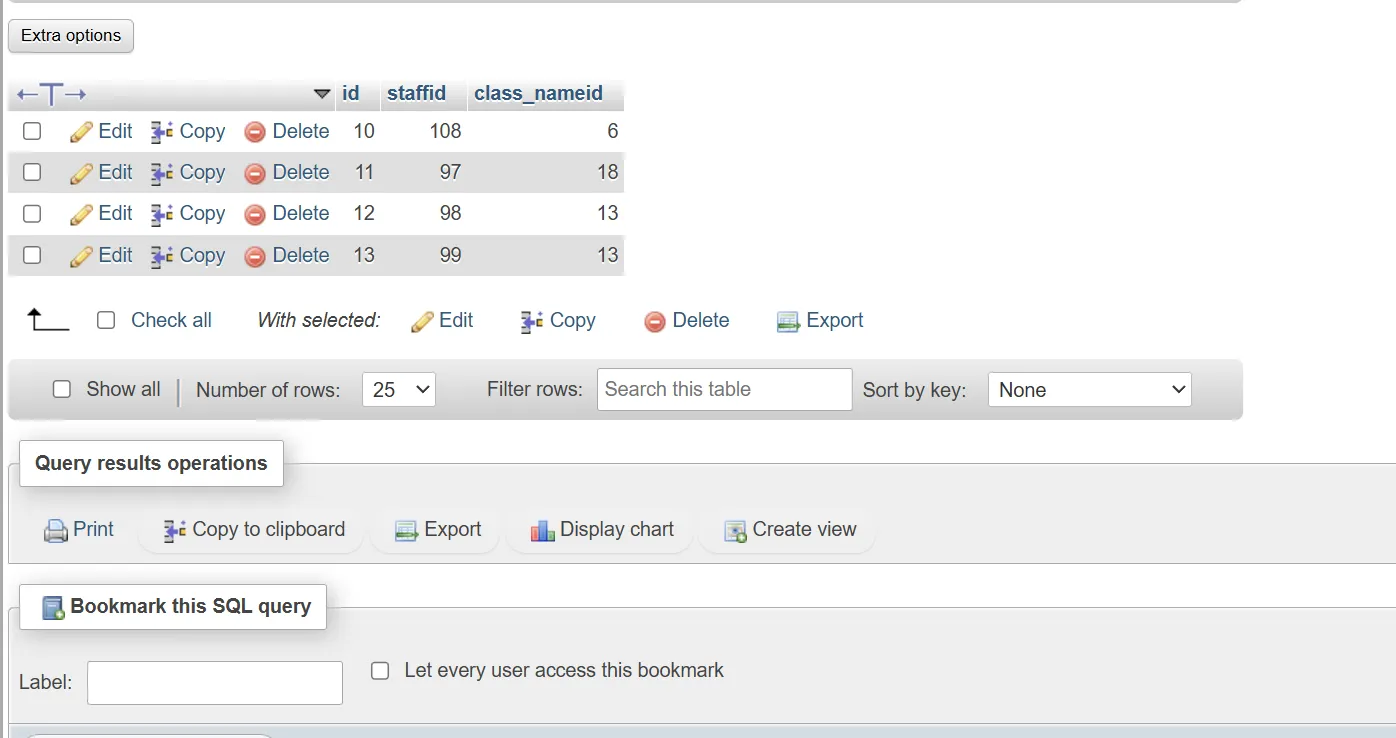 Extra options
id staffid class_nameid
Edit Copy Delete 10 108 6
Edit Copy Delete 11 97 18
Edit Copy Delete 12 98 13
Edit Copy Delete 13 99 13
Check all With selected: Edit Copy Delete Export
Show all Number of rows: 25 Filter rows: Search this table Sort by key: None
Query results operations
Print Copy to clipboard Export Display chart Create view
Bookmark this SQL query
Label: Let every user access this bookmark